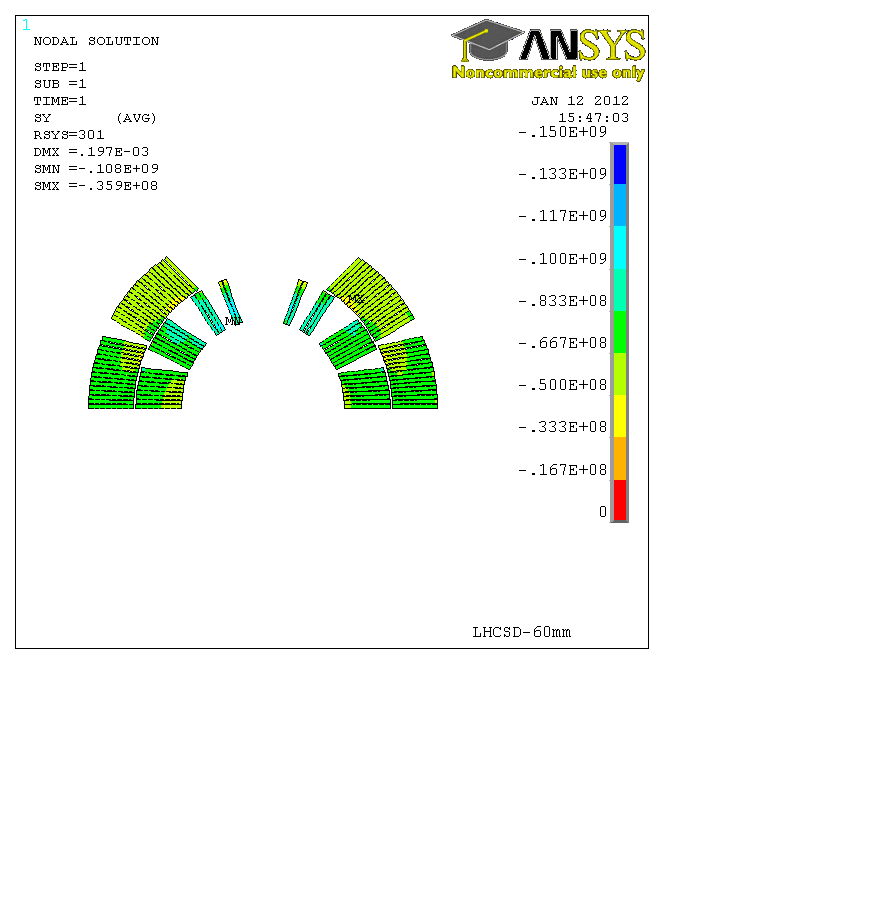 1
NODAL SOLUTION
STEP=1
SUB =1
TIME=1
SY (AVG)
RSYS=301
DMX =.197E-03
SMN =-.108E+09
SMX =-.359E+08
ANSYS
Noncommercial use only
JAN 12 2012
15:47:03
-.150E+09
-.133E+09
-.117E+09
-.100E+09
-.833E+08
-.667E+08
-.500E+08
-.333E+08
-.167E+08
0
MX
MN
LHCSD-60mm